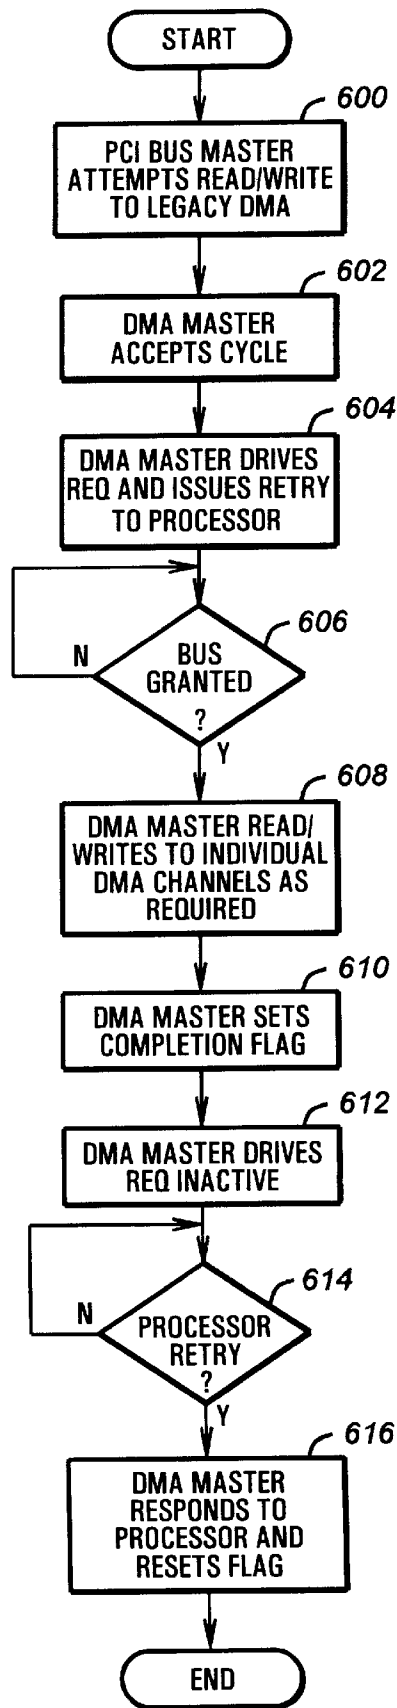 START
600
PCI BUS MASTER
ATTEMPTS READ/WRITE
TO LEGACY DMA
602
DMA MASTER
ACCEPTS CYCLE
604
DMA MASTER DRIVES
REQ AND ISSUES RETRY
TO PROCESSOR
606
N
BUS
GRANTED
?
Y
608
DMA MASTER READ/
WRITES TO INDIVIDUAL
DMA CHANNELS AS
REQUIRED
610
DMA MASTER SETS
COMPLETION FLAG
612
DMA MASTER DRIVES
REQ INACTIVE
614
N
PROCESSOR
RETRY
?
Y
616
DMA MASTER
RESPONDS TO
PROCESSOR AND
RESETS FLAG
END